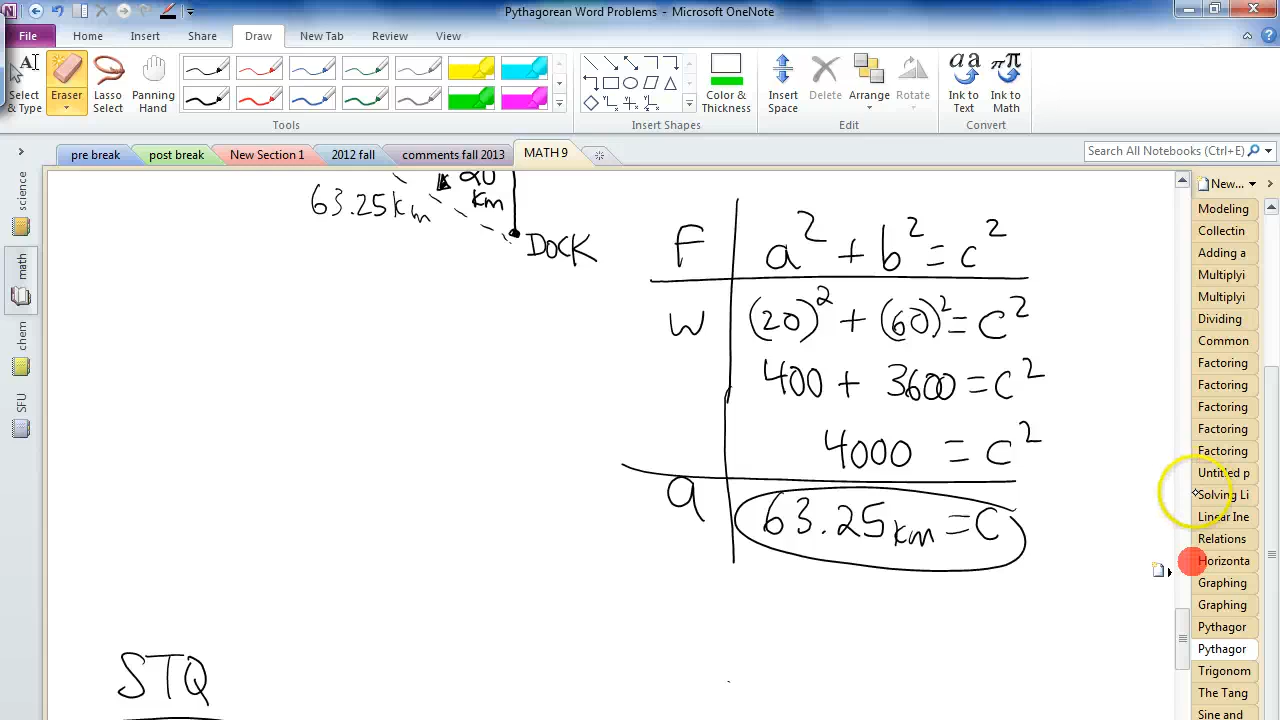 Pythagorean Word Problems - Microsoft OneNote
File Home Insert Share Draw New Tab Review View
Select & Type
Eraser
Lasso Select
Panning Hand
Color & Thickness
Insert Space
Delete
Arrange
Rotate
Ink to Text
Ink to Math
Tools Insert Shapes Edit Convert
pre break post break New Section 1 2012 fall comments fall 2013 MATH 9
Search All Notebooks (Ctrl+E)
science
math
chem
SFU
New...
Modeling
Collectin
Adding a
Multiplyi
Multiplyi
Dividing
Common
Factoring
Factoring
Factoring
Factoring
Factoring
Untitled p
Solving Li
Linear Ine
Relations
Horizonta
Graphing
Graphing
Pythagor
Pythagor
Trigonom
The Tang
Sine and
20 km
63.25 km
DOCK
F a² + b² = c²
W (20)² + (60)² = c²
400 + 3600 = c²
4000 = c²
a 63.25 km = c
STQ